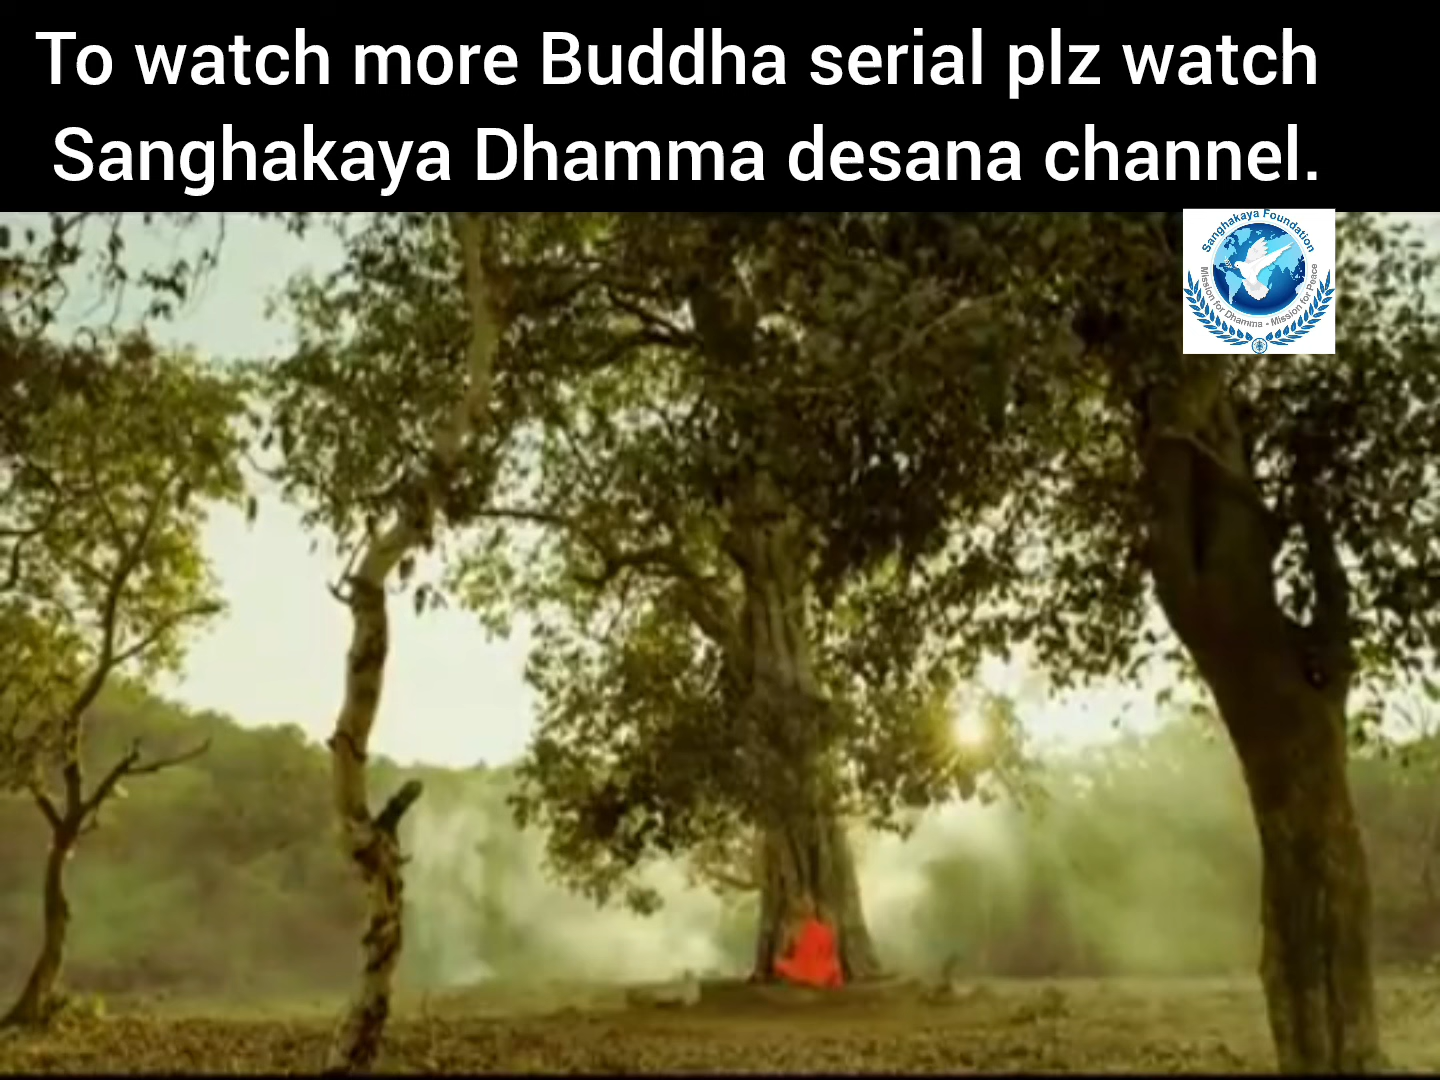 To watch more Buddha serial plz watch
Sanghakaya Dhamma desana channel.
Sanghakaya Foundation
Mission for Dhamma - Mission for Peace